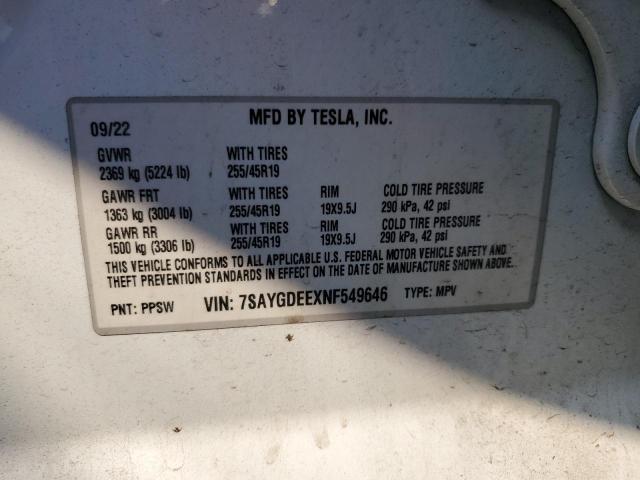 MFD BY TESLA, INC.
09/22
GVWR WITH TIRES
2369 kg (5224 lb) 255/45R19
GAWR FRT WITH TIRES RIM COLD TIRE PRESSURE
1363 kg (3004 lb) 255/45R19 19X9.5J 290 kPa, 42 psi
GAWR RR WITH TIRES RIM COLD TIRE PRESSURE
1500 kg (3306 lb) 255/45R19 19X9.5J 290 kPa, 42 psi
THIS VEHICLE CONFORMS TO ALL APPLICABLE U.S. FEDERAL MOTOR VEHICLE SAFETY AND
THEFT PREVENTION STANDARDS IN EFFECT ON THE DATE OF MANUFACTURE SHOWN ABOVE.
PNT: PPSW VIN: 7SAYGDEEXNF549646 TYPE: MPV